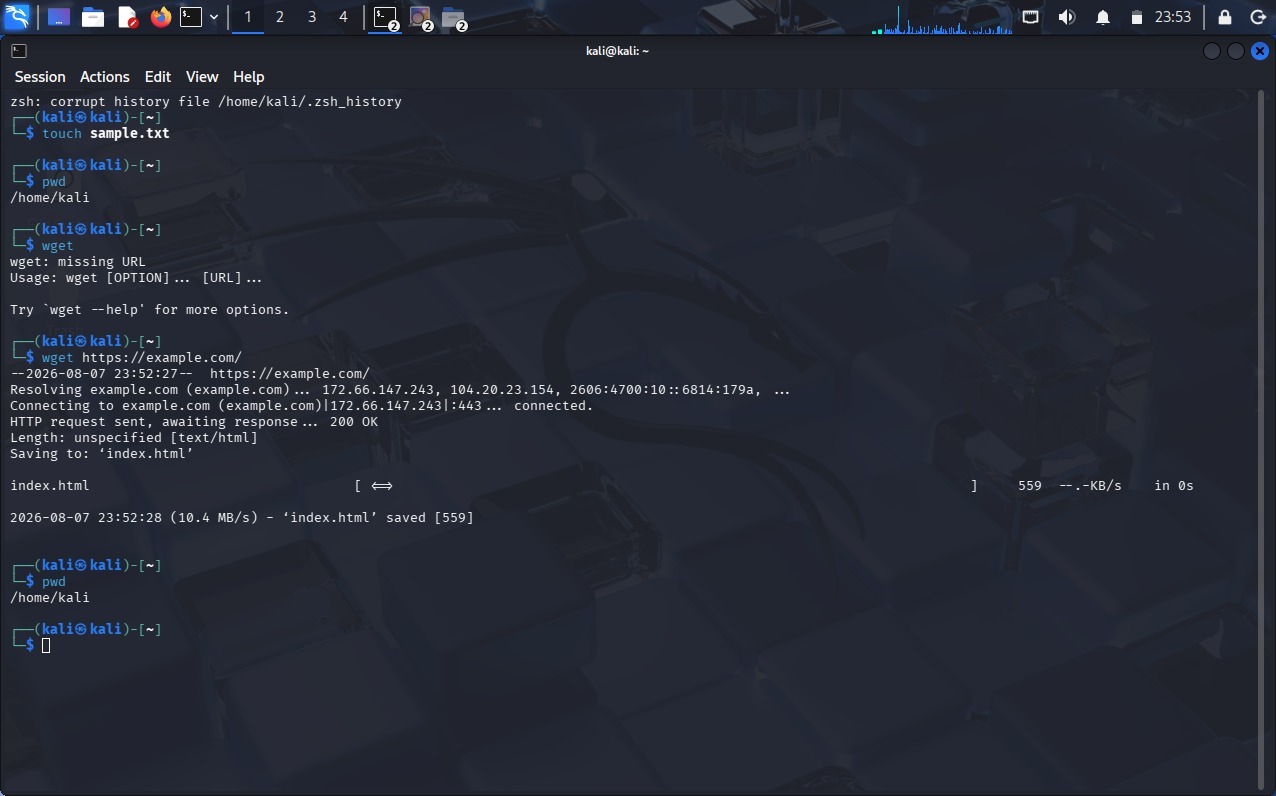 1 2 3 4 2 2 2 23:53
kali@kali: ~
Session Actions Edit View Help
zsh: corrupt history file /home/kali/.zsh_history
┌──(kali㉿kali)-[~]
└─$ touch sample.txt
┌──(kali㉿kali)-[~]
└─$ pwd
/home/kali
┌──(kali㉿kali)-[~]
└─$ wget
wget: missing URL
Usage: wget [OPTION]... [URL]...
Try `wget --help' for more options.
┌──(kali㉿kali)-[~]
└─$ wget https://example.com/
--2026-08-07 23:52:27--  https://example.com/
Resolving example.com (example.com)... 172.66.147.243, 104.20.23.154, 2606:4700:10::6814:179a, ...
Connecting to example.com (example.com)|172.66.147.243|:443... connected.
HTTP request sent, awaiting response... 200 OK
Length: unspecified [text/html]
Saving to: ‘index.html’
index.html [ <=> ] 559 --.-KB/s in 0s
2026-08-07 23:52:28 (10.4 MB/s) - ‘index.html’ saved [559]
┌──(kali㉿kali)-[~]
└─$ pwd
/home/kali
┌──(kali㉿kali)-[~]
└─$